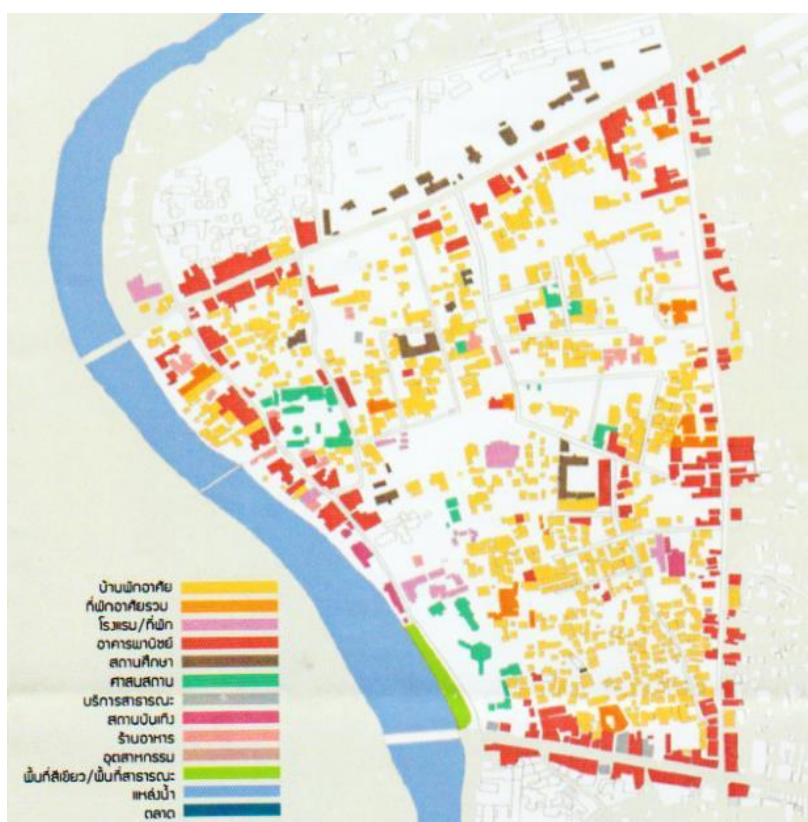 บ้านพักอาศัย
ที่พักอาศัยรวม
โรงแรม/ที่พัก
อาคารพานิชย์
สถานศึกษา
ศาสนสถาน
บริการสาธารณะ
สถานบันเทิง
ร้านอาหาร
อุตสาหกรรม
พื้นที่สีเขียว/พื้นที่สาธารณะ
แหล่งน้ำ
ตลาด